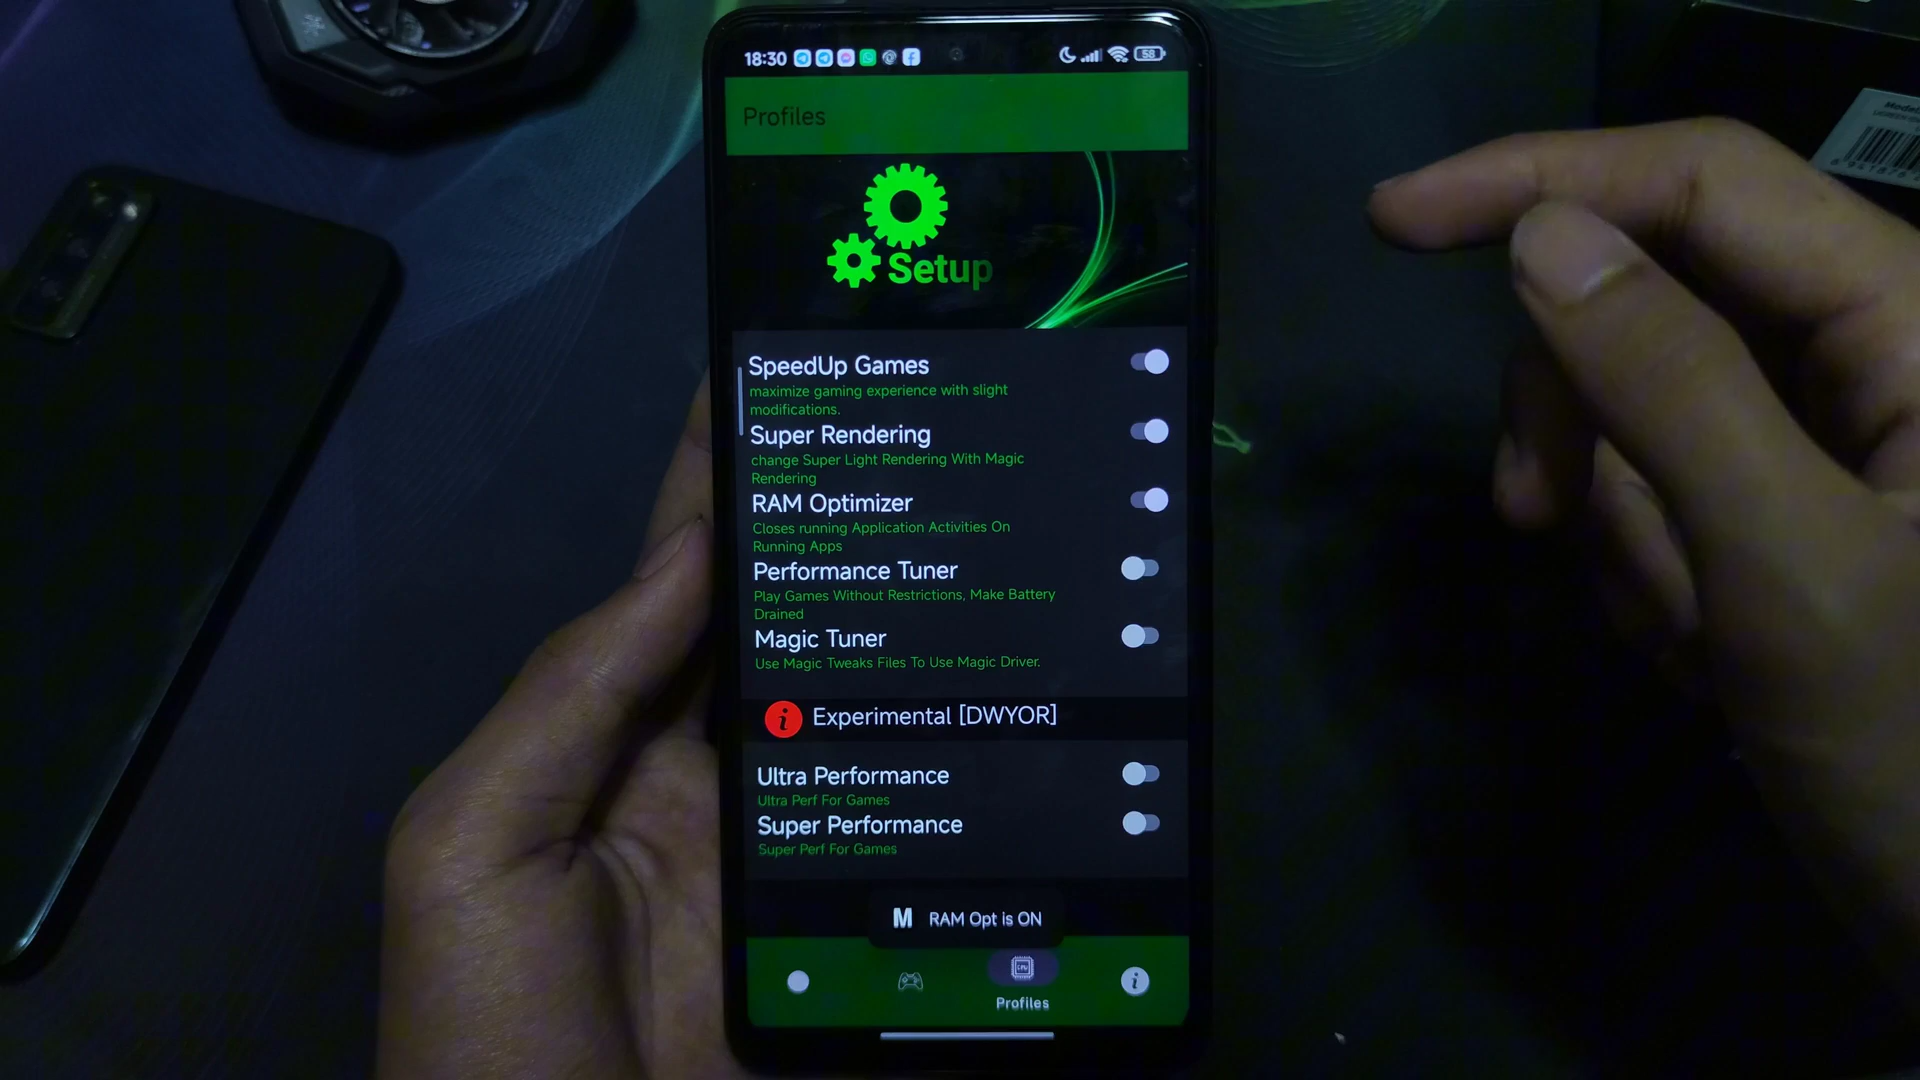 18:30
58
Profiles
Setup
SpeedUp Games
maximize gaming experience with slight
modifications.
Super Rendering
change Super Light Rendering With Magic
Rendering
RAM Optimizer
Closes running Application Activities On
Running Apps
Performance Tuner
Play Games Without Restrictions, Make Battery
Drained
Magic Tuner
Use Magic Tweaks Files To Use Magic Driver.
i Experimental [DWYOR]
Ultra Performance
Ultra Perf For Games
Super Performance
Super Perf For Games
M RAM Opt is ON
CPU
i
Profiles
Model